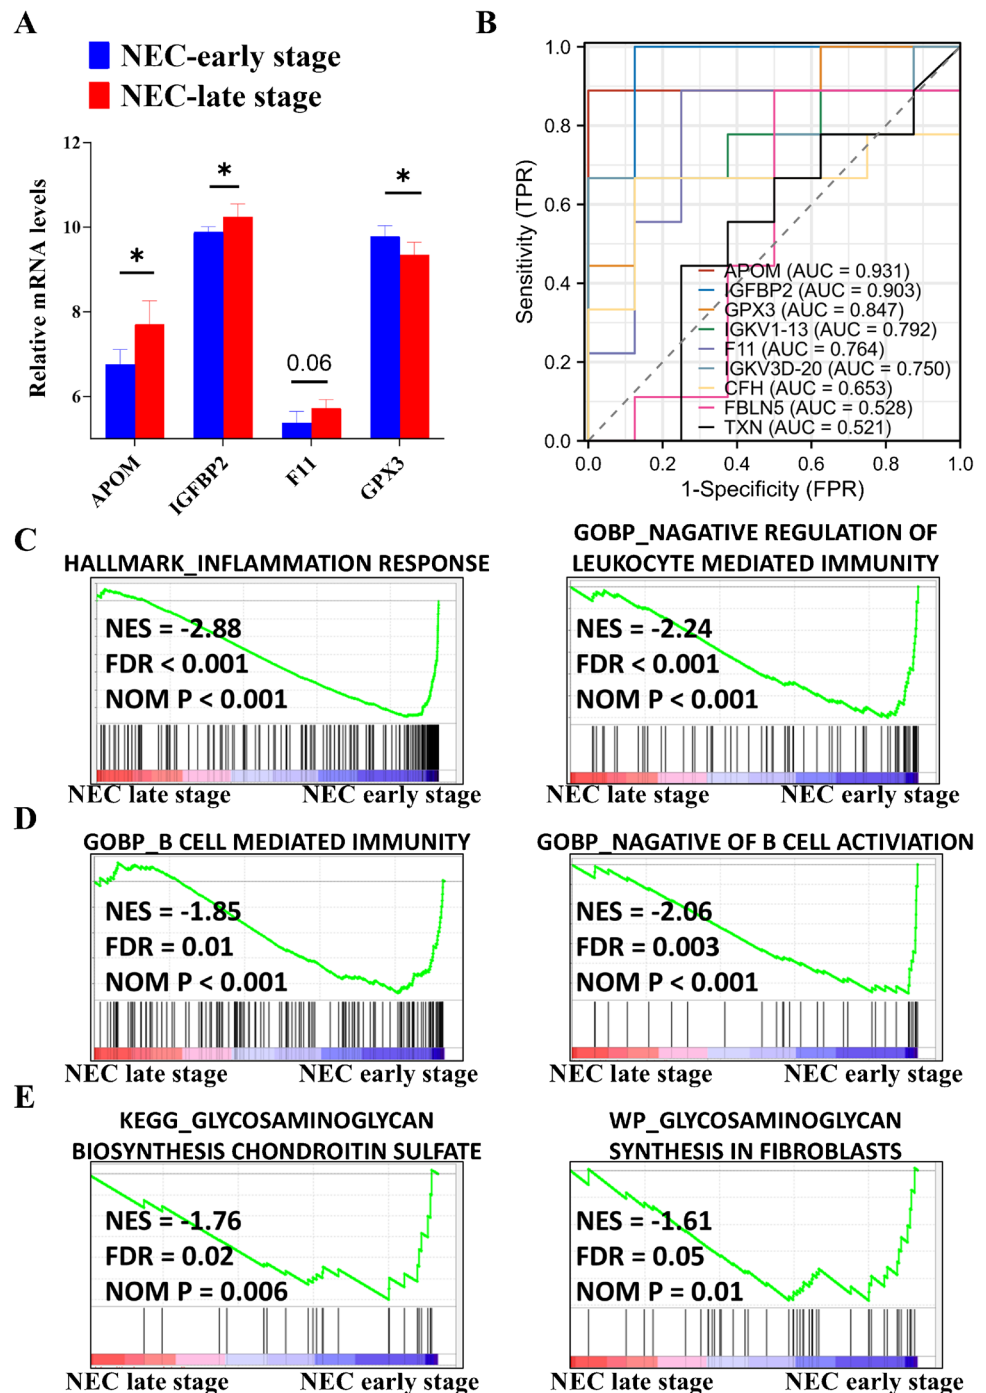 A
NEC-early stage
NEC-late stage
Relative mRNA levels
12
10
8
6
*
*
0.06
*
APOM
IGFBP2
F11
GPX3
B
Sensitivity (TPR)
1.0
0.8
0.6
0.4
0.2
0.0
APOM (AUC = 0.931)
IGFBP2 (AUC = 0.903)
GPX3 (AUC = 0.847)
IGKV1-13 (AUC = 0.792)
F11 (AUC = 0.764)
IGKV3D-20 (AUC = 0.750)
CFH (AUC = 0.653)
FBLN5 (AUC = 0.528)
TXN (AUC = 0.521)
0.0 0.2 0.4 0.6 0.8 1.0
1-Specificity (FPR)
C
HALLMARK_INFLAMMATION RESPONSE
NES = -2.88
FDR < 0.001
NOM P < 0.001
NEC late stage NEC early stage
GOBP_NAGATIVE REGULATION OF
LEUKOCYTE MEDIATED IMMUNITY
NES = -2.24
FDR < 0.001
NOM P < 0.001
NEC late stage NEC early stage
D
GOBP_B CELL MEDIATED IMMUNITY
NES = -1.85
FDR = 0.01
NOM P < 0.001
NEC late stage NEC early stage
GOBP_NAGATIVE OF B CELL ACTIVIATION
NES = -2.06
FDR = 0.003
NOM P < 0.001
NEC late stage NEC early stage
E
KEGG_GLYCOSAMINOGLYCAN
BIOSYNTHESIS CHONDROITIN SULFATE
NES = -1.76
FDR = 0.02
NOM P = 0.006
NEC late stage NEC early stage
WP_GLYCOSAMINOGLYCAN
SYNTHESIS IN FIBROBLASTS
NES = -1.61
FDR = 0.05
NOM P = 0.01
NEC late stage NEC early stage